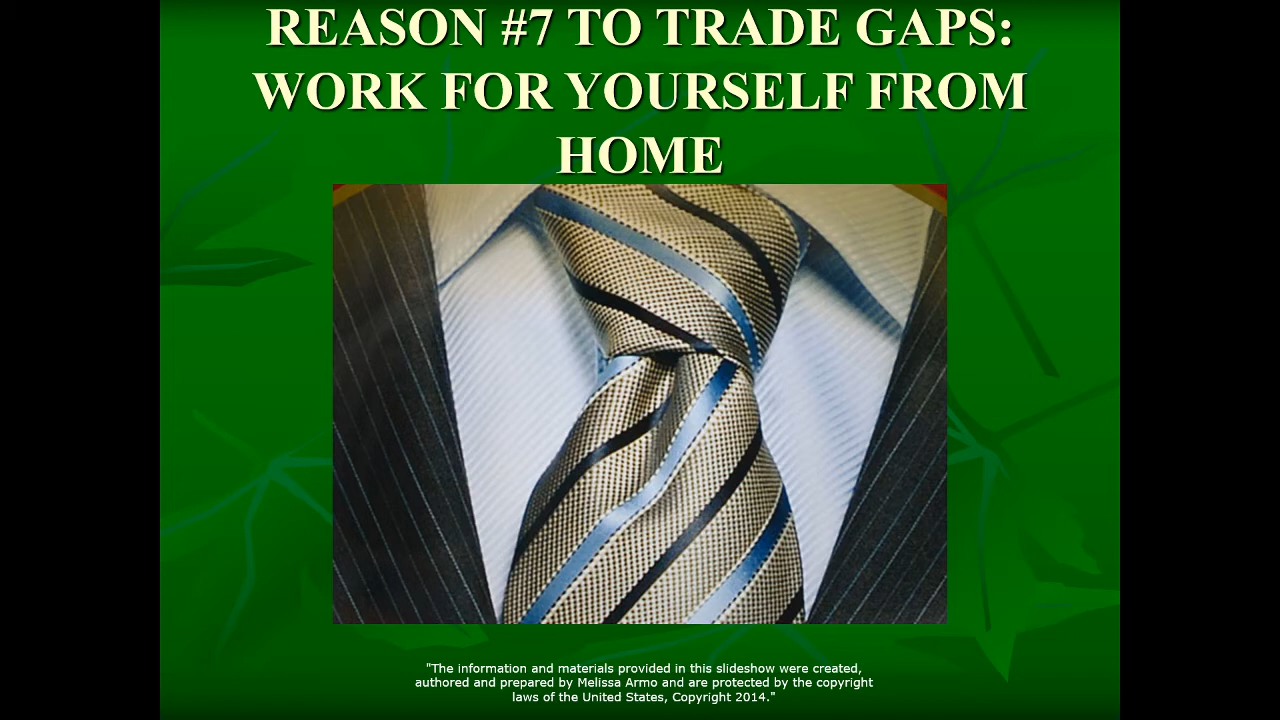 REASON #7 TO TRADE GAPS:
WORK FOR YOURSELF FROM
HOME
"The information and materials provided in this slideshow were created,
authored and prepared by Melissa Armo and are protected by the copyright
laws of the United States, Copyright 2014."